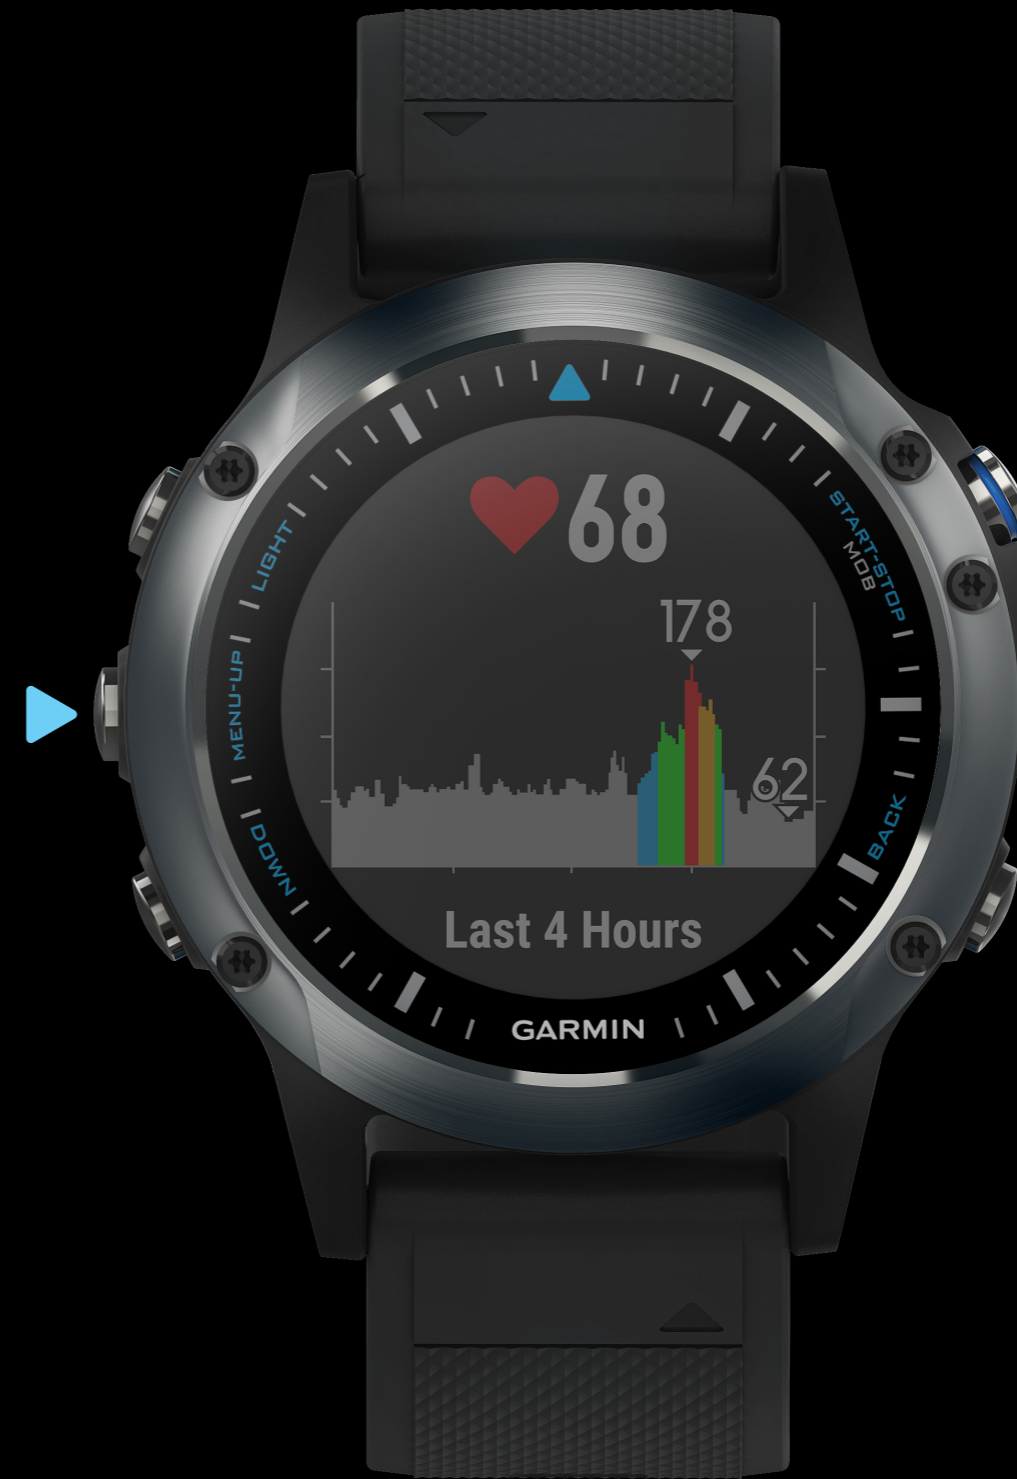 68
178
62
Last 4 Hours
LIGHT
MENU-UP
DOWN
START-STOP
MOB
BACK
GARMIN